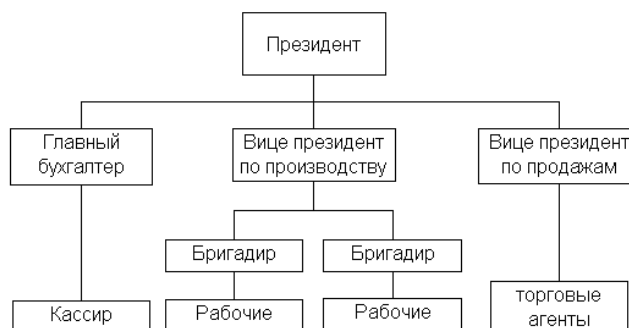 Президент
Главный
бухгалтер
Вице президент
по производству
Вице президент
по продажам
Бригадир
Бригадир
Кассир
Рабочие
Рабочие
торговые
агенты